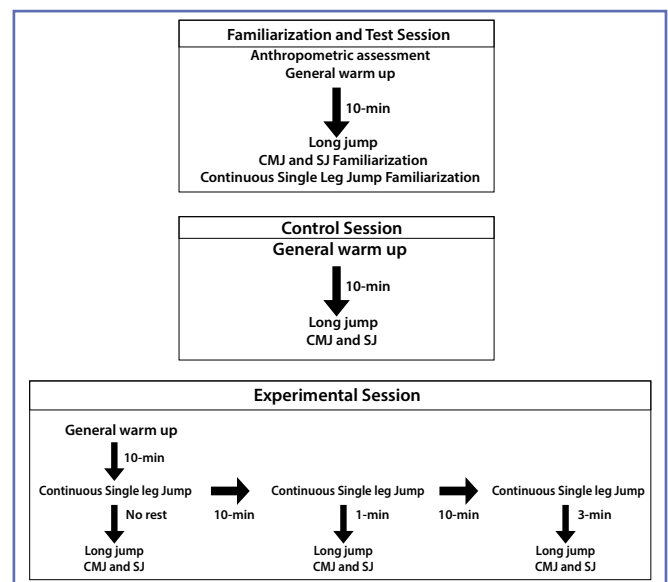 Familiarization and Test Session
Anthropometric assessment
General warm up
10-min
Long jump
CMJ and SJ Familiarization
Continuous Single Leg Jump Familiarization
Control Session
General warm up
10-min
Long jump
CMJ and SJ
Experimental Session
General warm up
10-min
Continuous Single leg Jump
No rest
Long jump
CMJ and SJ
10-min
Continuous Single leg Jump
1-min
Long jump
CMJ and SJ
10-min
Continuous Single leg Jump
3-min
Long jump
CMJ and SJ